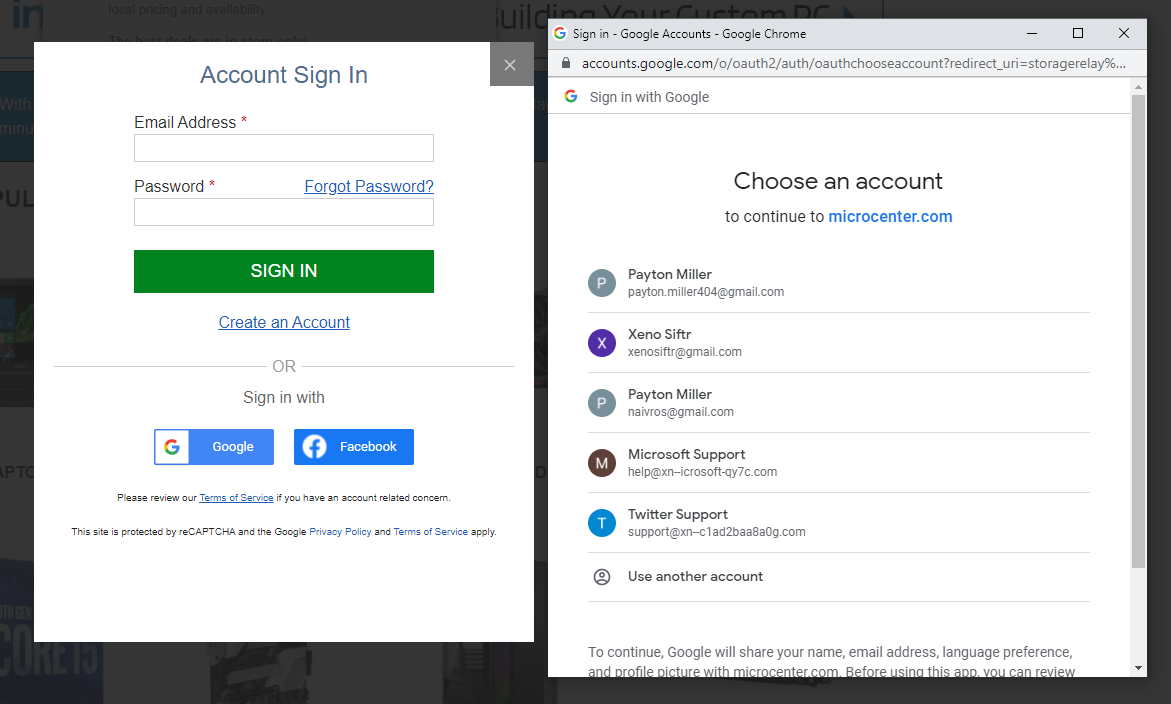 in
local pricing and availability
The best deals are in store only!
Building Your Custom PC
With
minu
PUL
Account Sign In
Email Address *
Password * Forgot Password?
SIGN IN
Create an Account
OR
Sign in with
Google Facebook
Please review our Terms of Service if you have an account related concern.
This site is protected by reCAPTCHA and the Google Privacy Policy and Terms of Service apply.
CORE i5
Sign in - Google Accounts - Google Chrome
accounts.google.com/o/oauth2/auth/oauthchooseaccount?redirect_uri=storagerelay%...
Sign in with Google
Choose an account
to continue to microcenter.com
P
Payton Miller
payton.miller404@gmail.com
X
Xeno Siftr
xenosiftr@gmail.com
P
Payton Miller
naivros@gmail.com
M
Microsoft Support
help@xn--icrosoft-qy7c.com
T
Twitter Support
support@xn--c1ad2baa8a0g.com
Use another account
To continue, Google will share your name, email address, language preference,
and profile picture with microcenter.com. Before using this app, you can review